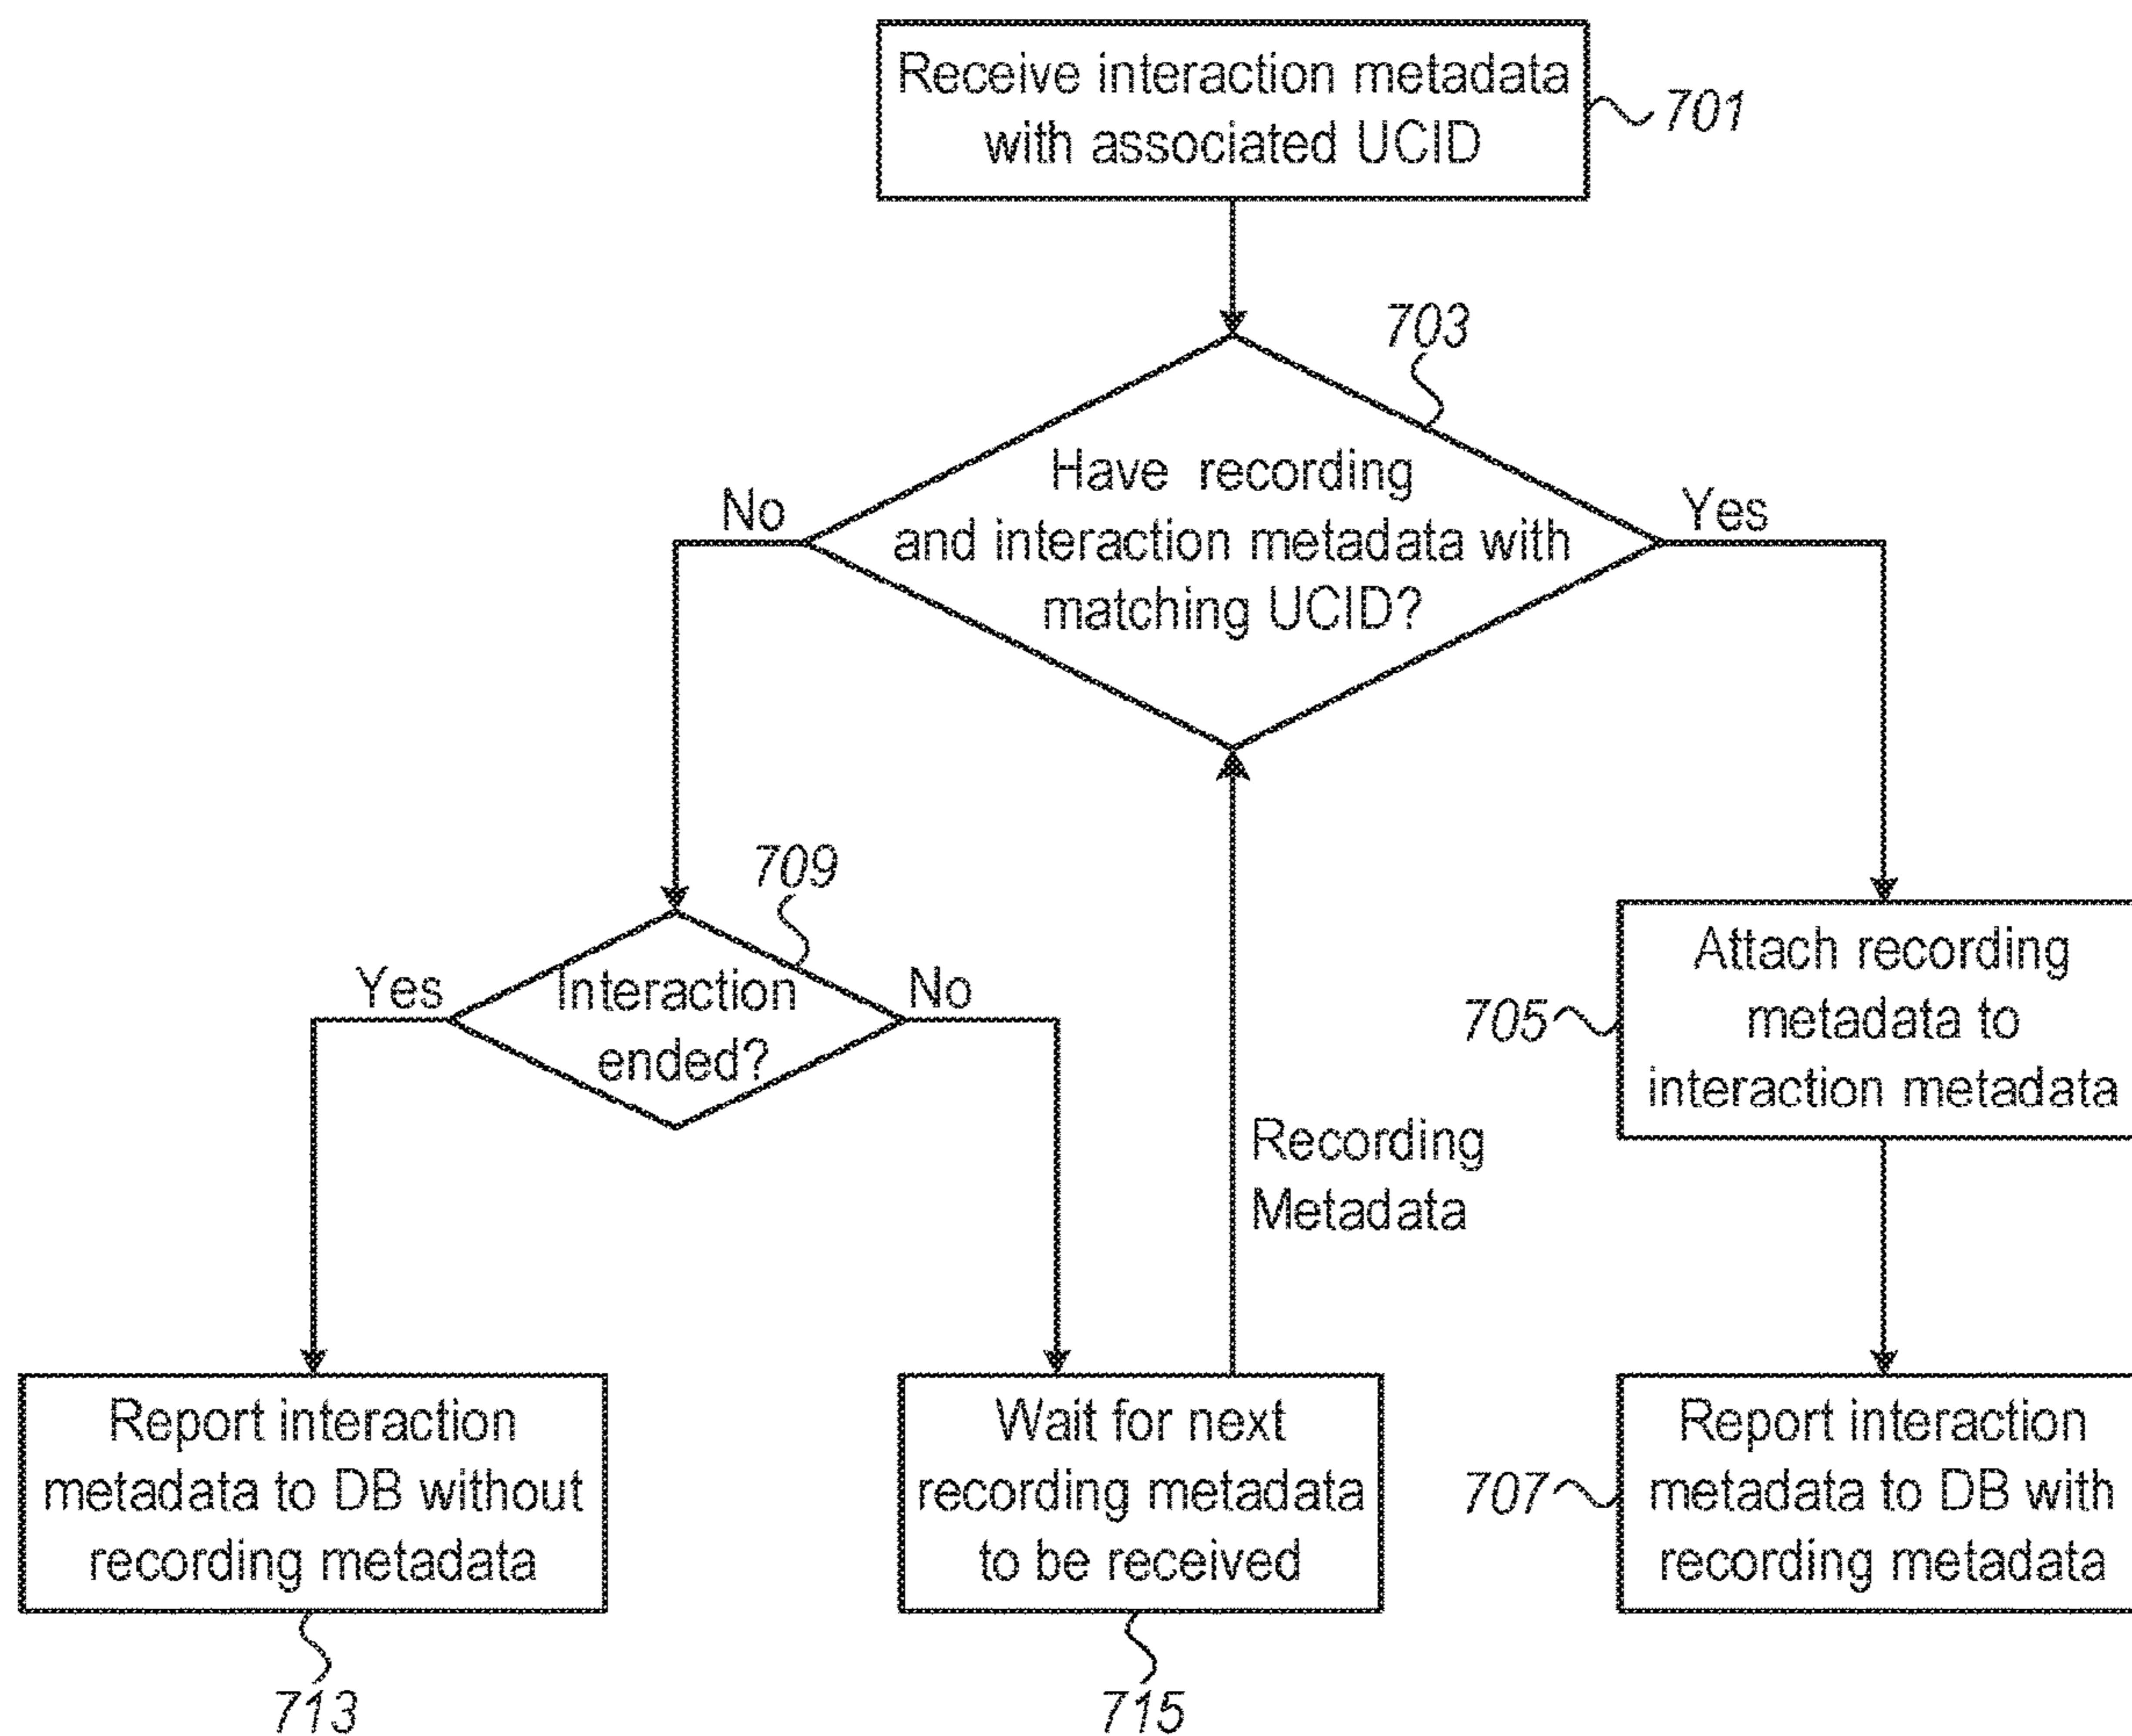 Receive interaction metadata
with associated UCID
701
703
Have recording
and interaction metadata with
matching UCID?
No
Yes
709
Interaction
ended?
Yes
No
Attach recording
metadata to
interaction metadata
705
Recording
Metadata
Report interaction
metadata to DB without
recording metadata
713
Wait for next
recording metadata
to be received
715
Report interaction
metadata to DB with
recording metadata
707